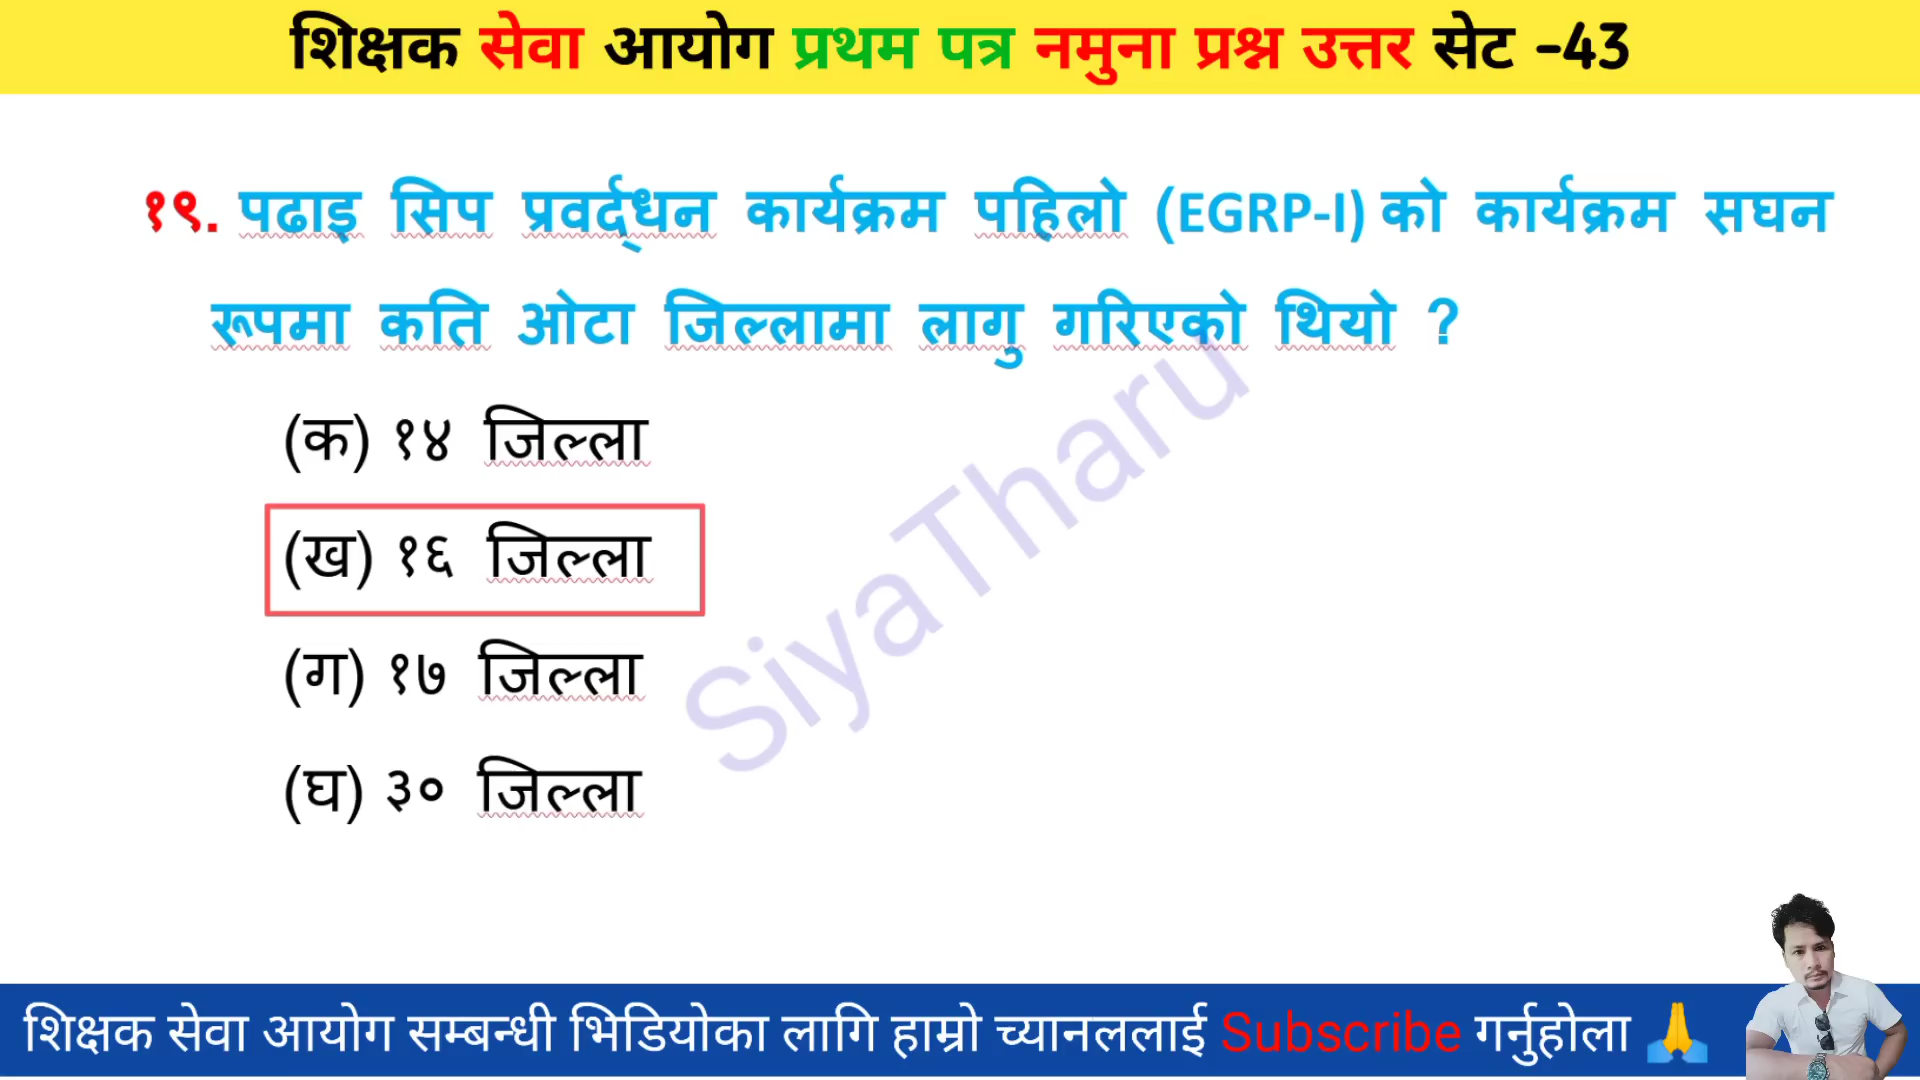 शिक्षक सेवा आयोग प्रथम पत्र नमुना प्रश्न उत्तर सेट -43
१९. पढाइ सिप प्रवर्द्धन कार्यक्रम पहिलो (EGRP-I) को कार्यक्रम सघन
रूपमा कति ओटा जिल्लामा लागु गरिएको थियो ?
(क) १४ जिल्ला
(ख) १६ जिल्ला
(ग) १७ जिल्ला
(घ) ३० जिल्ला
SiyaTharu
शिक्षक सेवा आयोग सम्बन्धी भिडियोका लागि हाम्रो च्यानललाई Subscribe गर्नुहोला 🙏